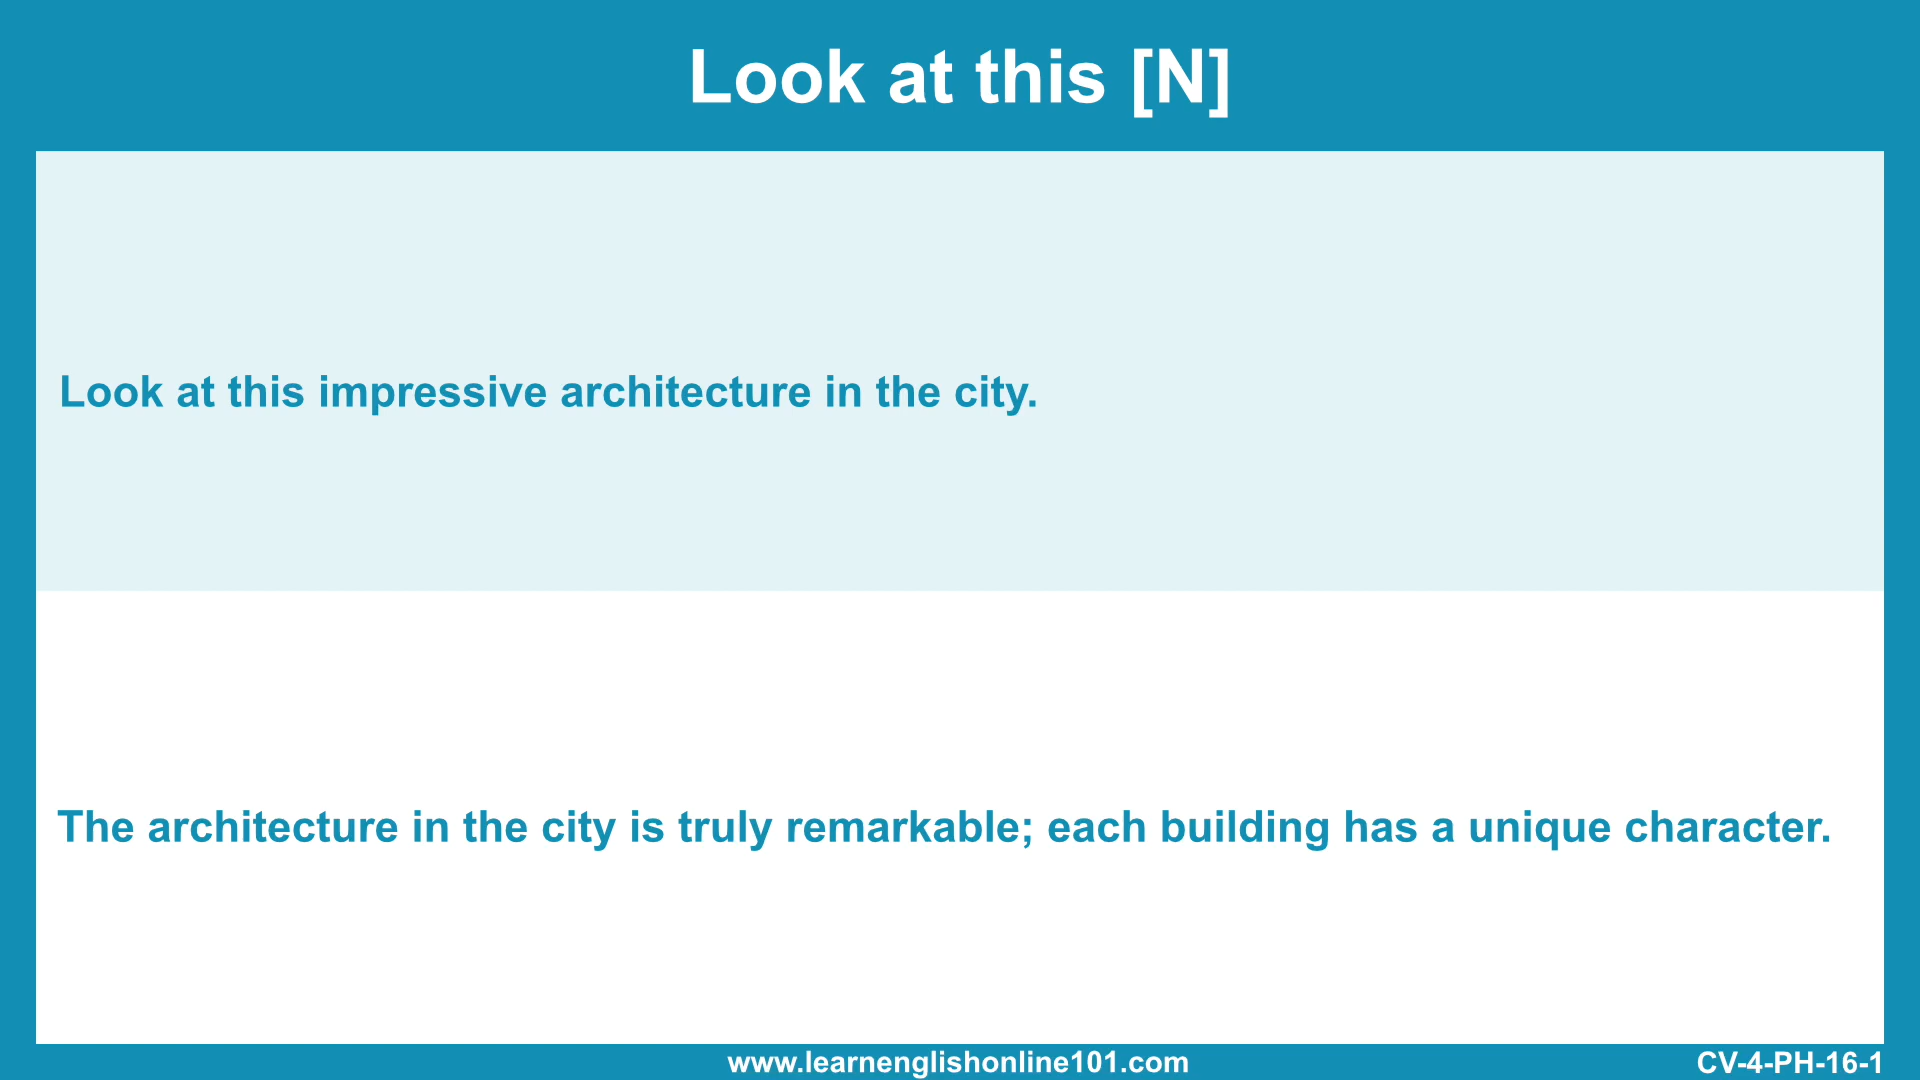 Look at this [N]
Look at this impressive architecture in the city.
The architecture in the city is truly remarkable; each building has a unique character.
www.learnenglishonline101.com
CV-4-PH-16-1